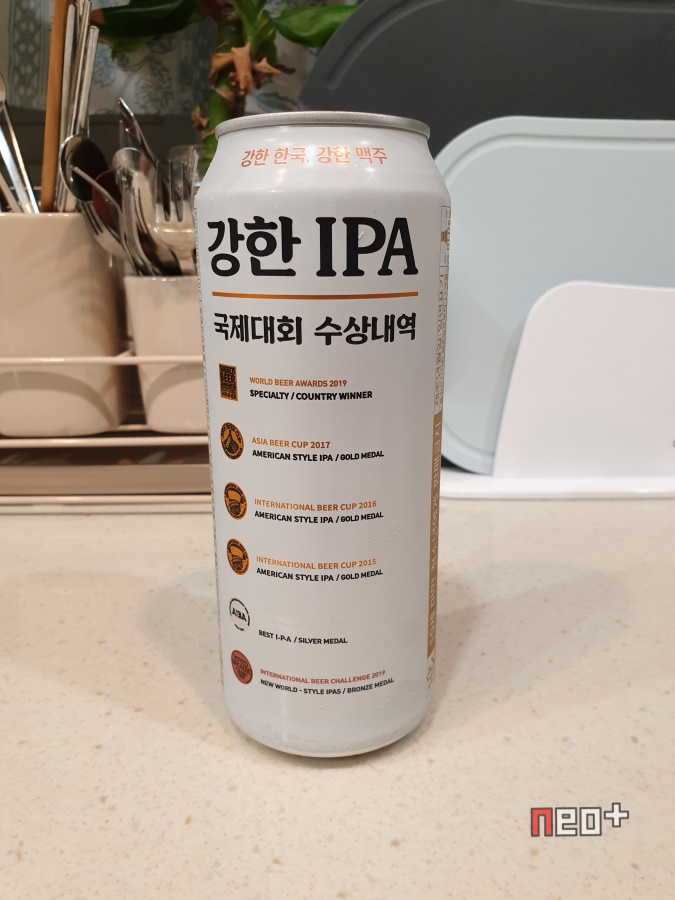 강한 한국, 강한 맥주
강한 IPA
국제대회 수상내역
WORLD BEER AWARDS 2019
SPECIALTY / COUNTRY WINNER
ASIA BEER CUP 2017
AMERICAN STYLE IPA / GOLD MEDAL
INTERNATIONAL BEER CUP 2016
AMERICAN STYLE IPA / GOLD MEDAL
INTERNATIONAL BEER CUP 2015
AMERICAN STYLE IPA / GOLD MEDAL
BEST I·P·A / SILVER MEDAL
INTERNATIONAL BEER CHALLENGE 2019
NEW WORLD - STYLE IPAS / BRONZE MEDAL
neo+